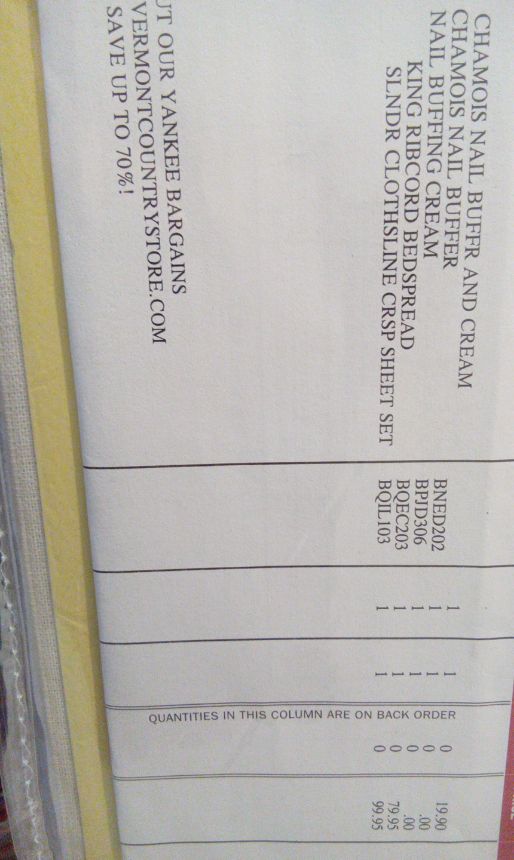 CHAMOIS NAIL BUFFR AND CREAM 1 1 0 19.90
CHAMOIS NAIL BUFFER BNED202 1 1 0 .00
NAIL BUFFING CREAM BPJD306 1 1 0 .00
KING RIBCORD BEDSPREAD BQEC203 1 1 0 79.95
SLNDR CLOTHSLINE CRSP SHEET SET BQIL103 1 1 0 99.95
QUANTITIES IN THIS COLUMN ARE ON BACK ORDER
UT OUR YANKEE BARGAINS
VERMONTCOUNTRYSTORE.COM
SAVE UP TO 70%!